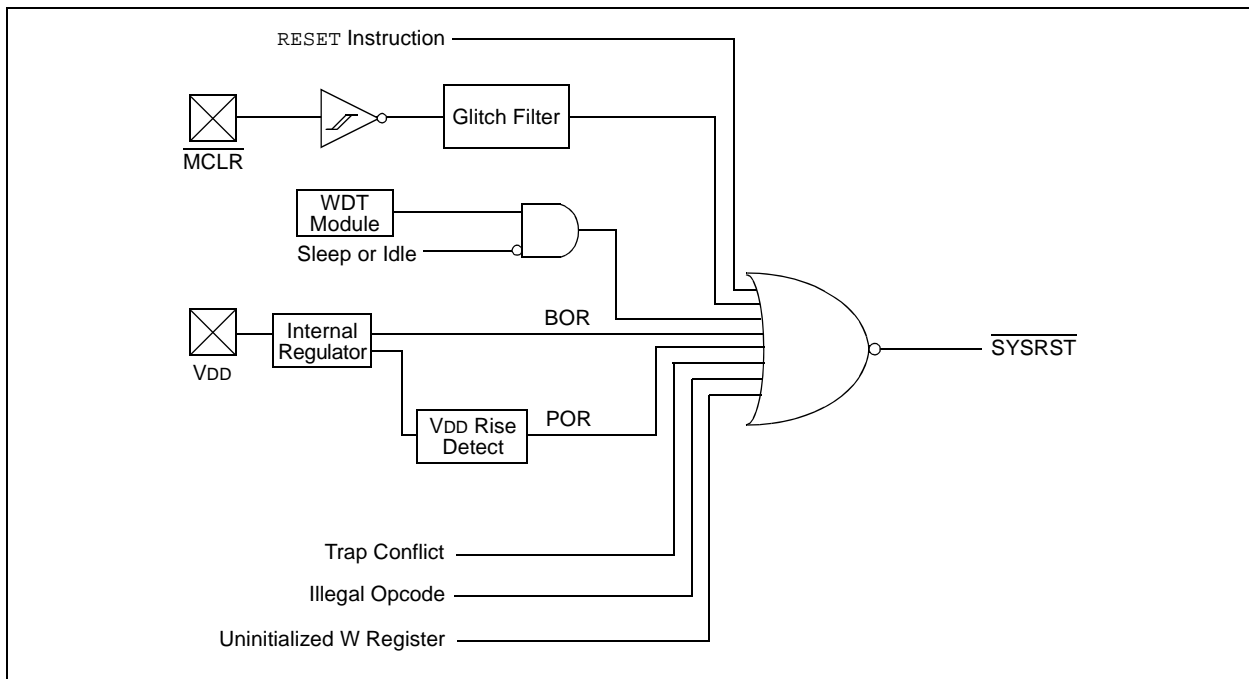 RESET Instruction
MCLR
Glitch Filter
WDT
Module
Sleep or Idle
VDD
Internal
Regulator
BOR
VDD Rise
Detect
POR
SYSRST
Trap Conflict
Illegal Opcode
Uninitialized W Register